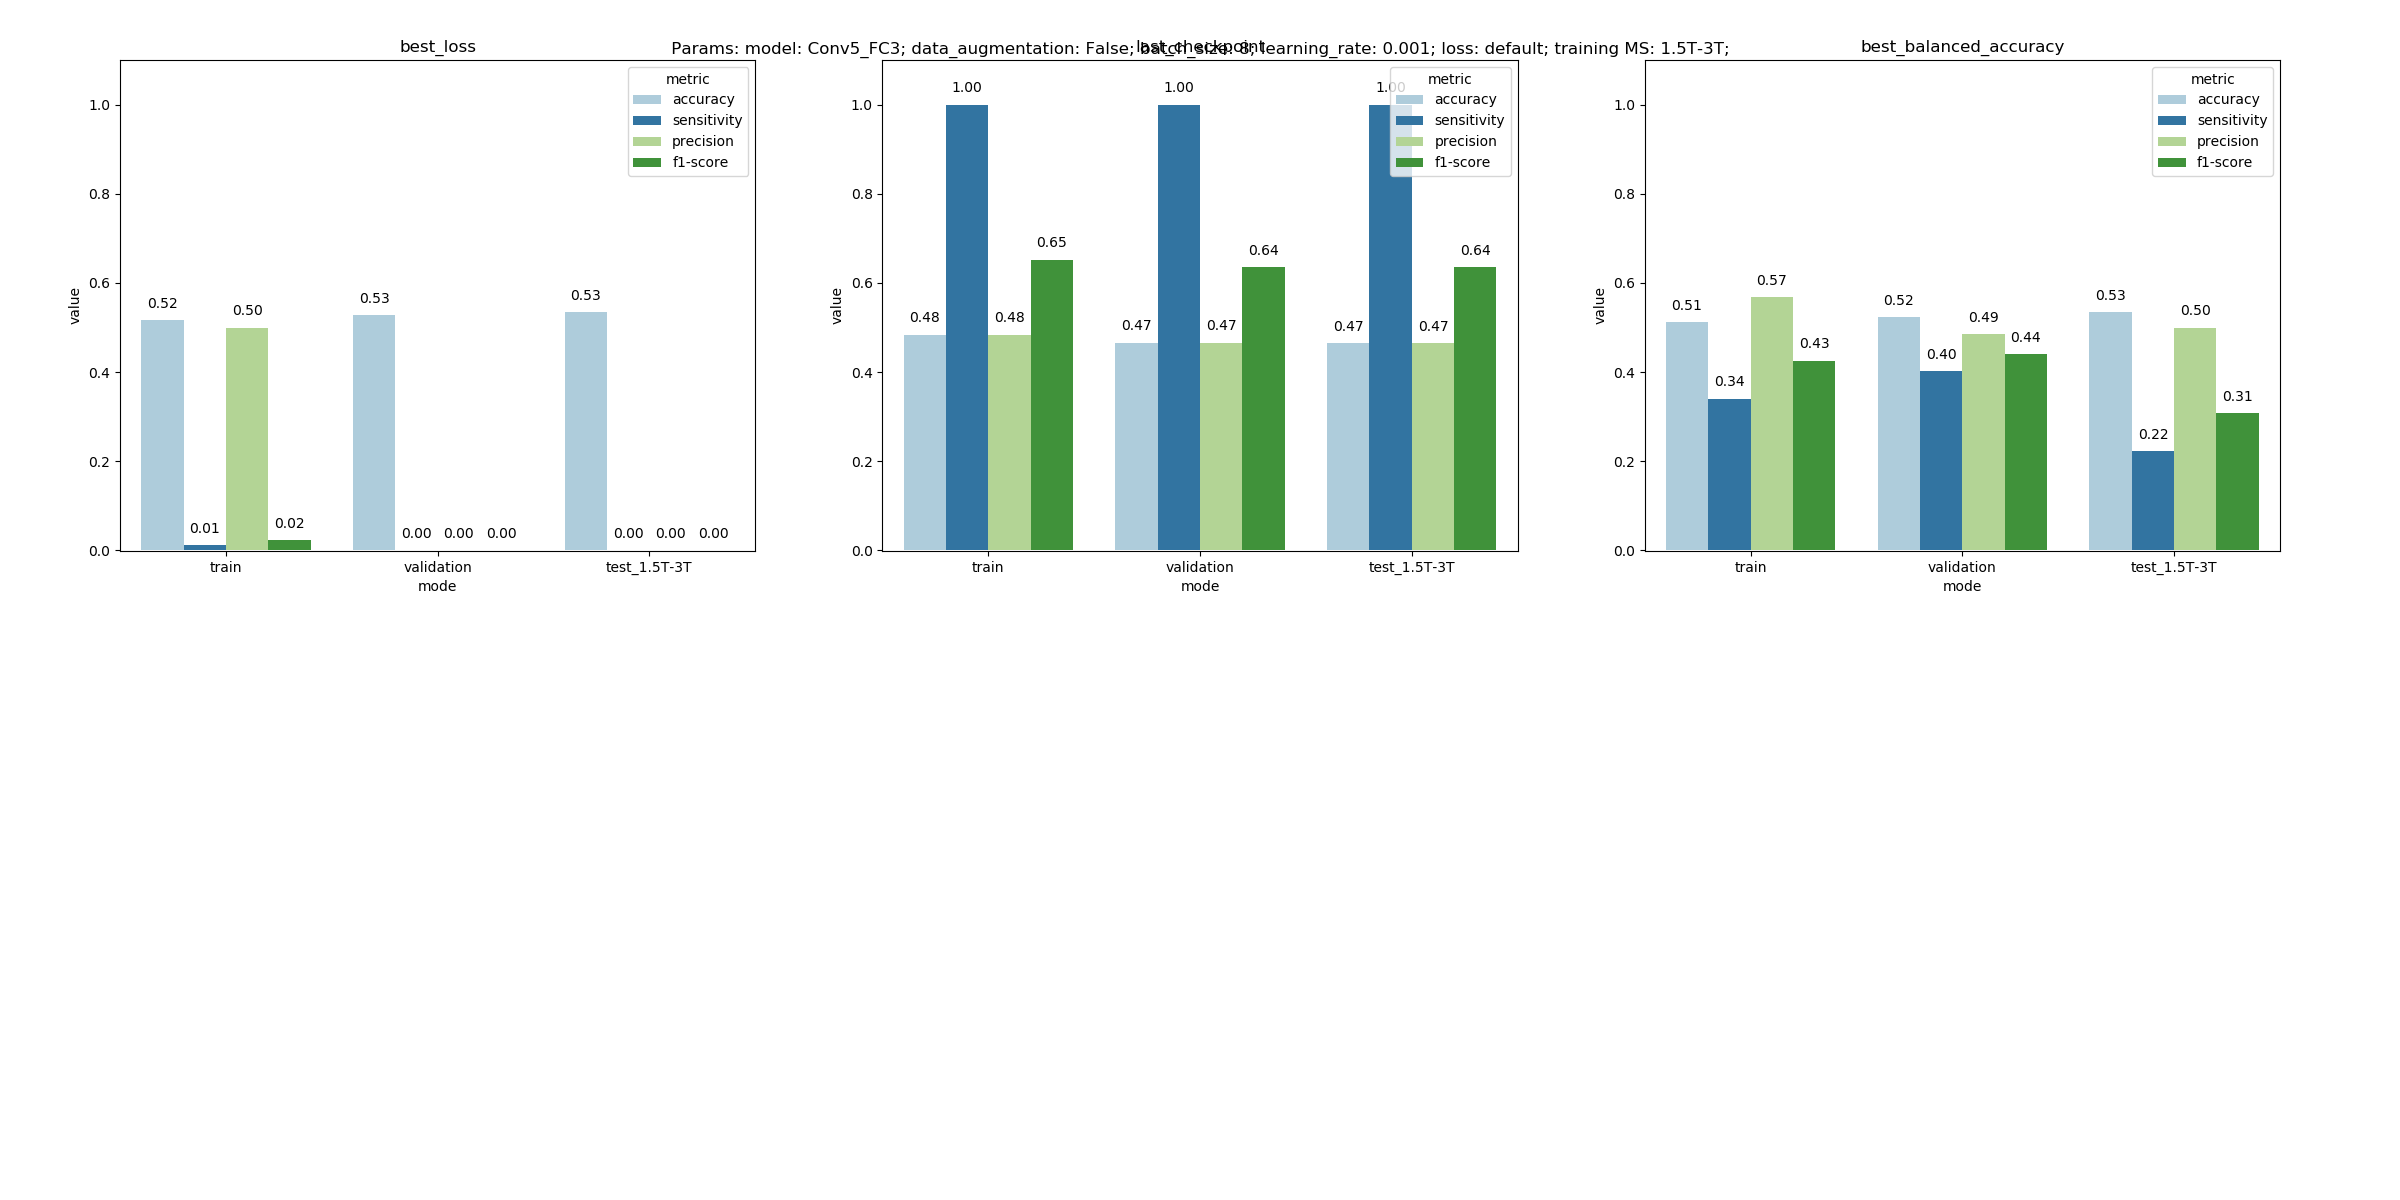 Params: model: Conv5_FC3; data_augmentation: False; batch_size: 8; learning_rate: 0.001; loss: default; training MS: 1.5T-3T;
best_loss
metric
accuracy
sensitivity
precision
f1-score
value
1.0
0.8
0.6
0.4
0.2
0.0
0.52
0.01
0.50
0.02
0.53
0.00
0.00
0.00
0.53
0.00
0.00
0.00
train
validation
test_1.5T-3T
mode
last_checkpoint
metric
accuracy
sensitivity
precision
f1-score
value
1.0
0.8
0.6
0.4
0.2
0.0
0.48
1.00
0.48
0.65
0.47
1.00
0.47
0.64
0.47
1.00
0.47
0.64
train
validation
test_1.5T-3T
mode
best_balanced_accuracy
metric
accuracy
sensitivity
precision
f1-score
value
1.0
0.8
0.6
0.4
0.2
0.0
0.51
0.34
0.57
0.43
0.52
0.40
0.49
0.44
0.53
0.22
0.50
0.31
train
validation
test_1.5T-3T
mode